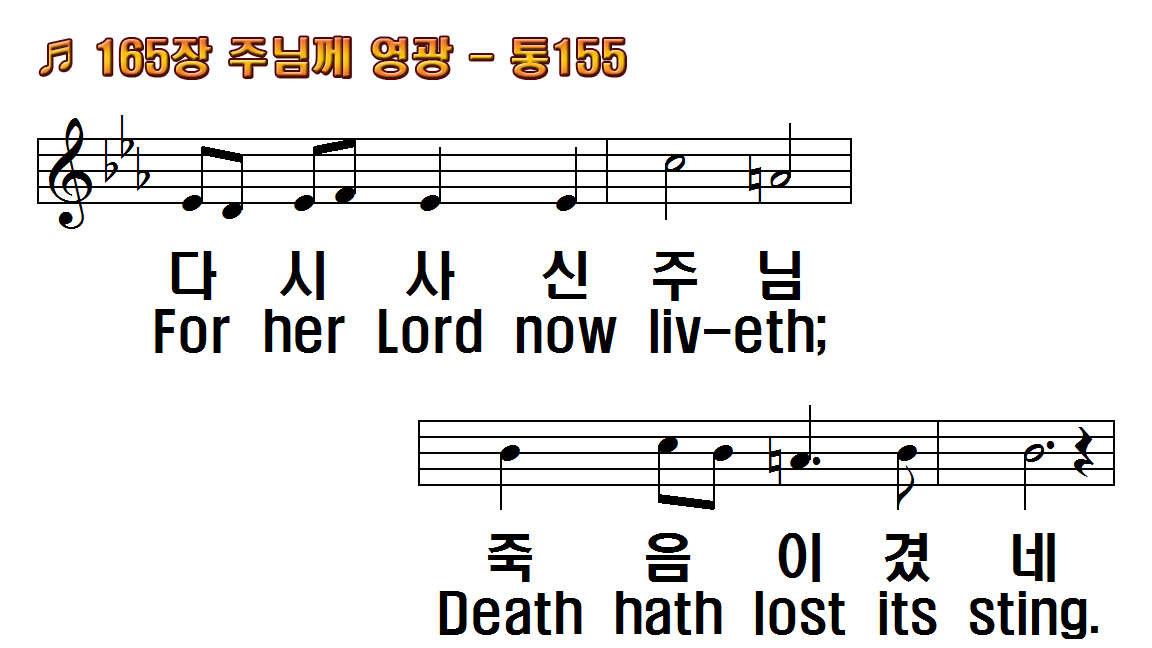 ♬ 165장 주님께 영광 - 통155
다 시 사 신 주 님
For her Lord now liv-eth;
죽 음 이 겼 네
Death hath lost its sting.